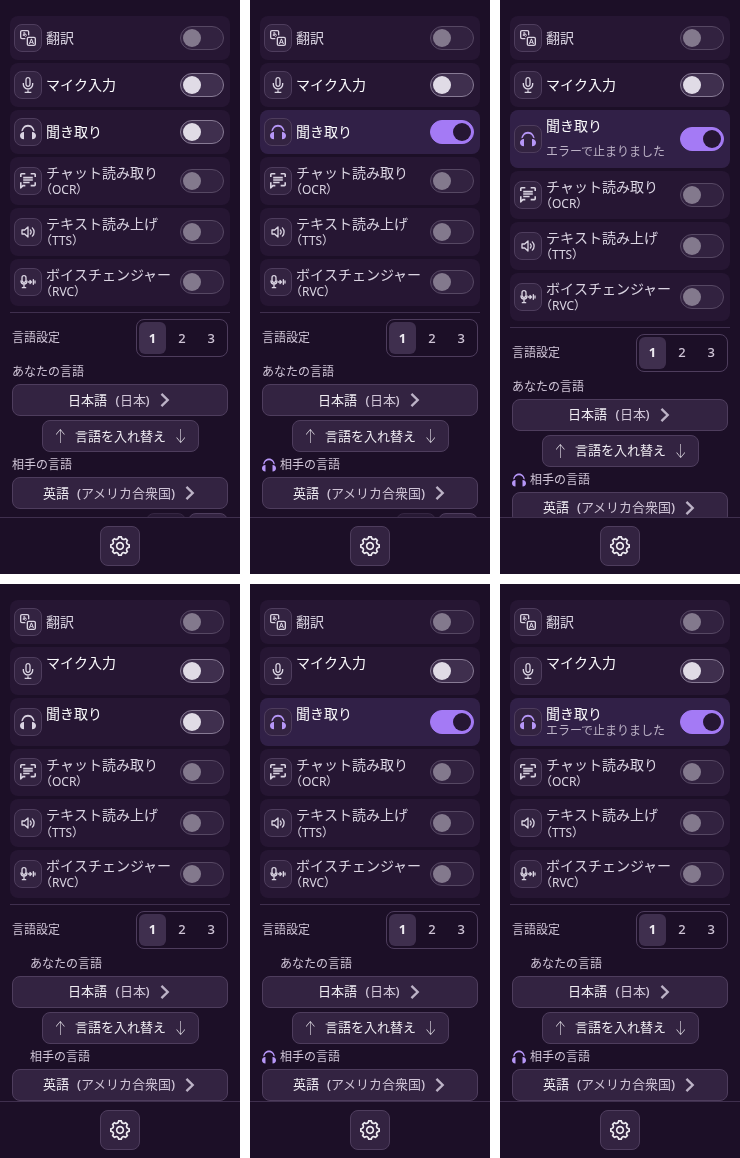 翻訳
マイク入力
聞き取り
チャット読み取り
(OCR)
テキスト読み上げ
(TTS)
ボイスチェンジャー
(RVC)
言語設定 1 2 3
あなたの言語
日本語 (日本)
↑ 言語を入れ替え ↓
相手の言語
英語 (アメリカ合衆国)
翻訳
マイク入力
聞き取り
チャット読み取り
(OCR)
テキスト読み上げ
(TTS)
ボイスチェンジャー
(RVC)
言語設定 1 2 3
あなたの言語
日本語 (日本)
↑ 言語を入れ替え ↓
相手の言語
英語 (アメリカ合衆国)
翻訳
マイク入力
聞き取り
エラーで止まりました
チャット読み取り
(OCR)
テキスト読み上げ
(TTS)
ボイスチェンジャー
(RVC)
言語設定 1 2 3
あなたの言語
日本語 (日本)
↑ 言語を入れ替え ↓
相手の言語
英語 (アメリカ合衆国)
翻訳
マイク入力
聞き取り
チャット読み取り
(OCR)
テキスト読み上げ
(TTS)
ボイスチェンジャー
(RVC)
言語設定 1 2 3
あなたの言語
日本語 (日本)
↑ 言語を入れ替え ↓
相手の言語
英語 (アメリカ合衆国)
翻訳
マイク入力
聞き取り
チャット読み取り
(OCR)
テキスト読み上げ
(TTS)
ボイスチェンジャー
(RVC)
言語設定 1 2 3
あなたの言語
日本語 (日本)
↑ 言語を入れ替え ↓
相手の言語
英語 (アメリカ合衆国)
翻訳
マイク入力
聞き取り
エラーで止まりました
チャット読み取り
(OCR)
テキスト読み上げ
(TTS)
ボイスチェンジャー
(RVC)
言語設定 1 2 3
あなたの言語
日本語 (日本)
↑ 言語を入れ替え ↓
相手の言語
英語 (アメリカ合衆国)